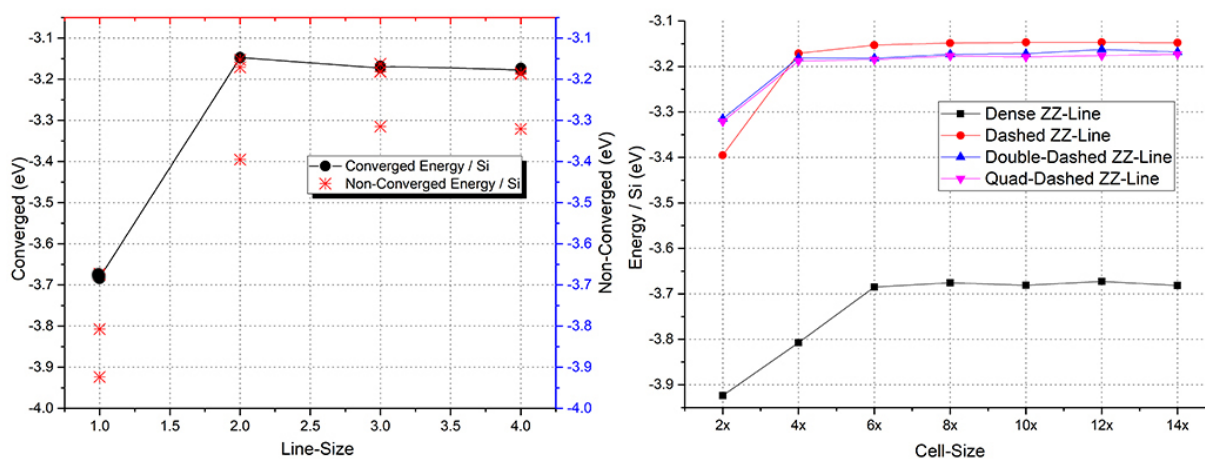 Converged (eV)
-3.1
-3.2
-3.3
-3.4
-3.5
-3.6
-3.7
-3.8
-3.9
-4.0
1.0 1.5 2.0 2.5 3.0 3.5 4.0
Line-Size
Converged Energy / Si
Non-Converged Energy / Si
-3.1
-3.2
-3.3
-3.4
-3.5
-3.6
-3.7
-3.8
-3.9
-4.0
Non-Converged (eV)
Energy / Si (eV)
-3.1
-3.2
-3.3
-3.4
-3.5
-3.6
-3.7
-3.8
-3.9
2x 4x 6x 8x 10x 12x 14x
Cell-Size
Dense ZZ-Line
Dashed ZZ-Line
Double-Dashed ZZ-Line
Quad-Dashed ZZ-Line